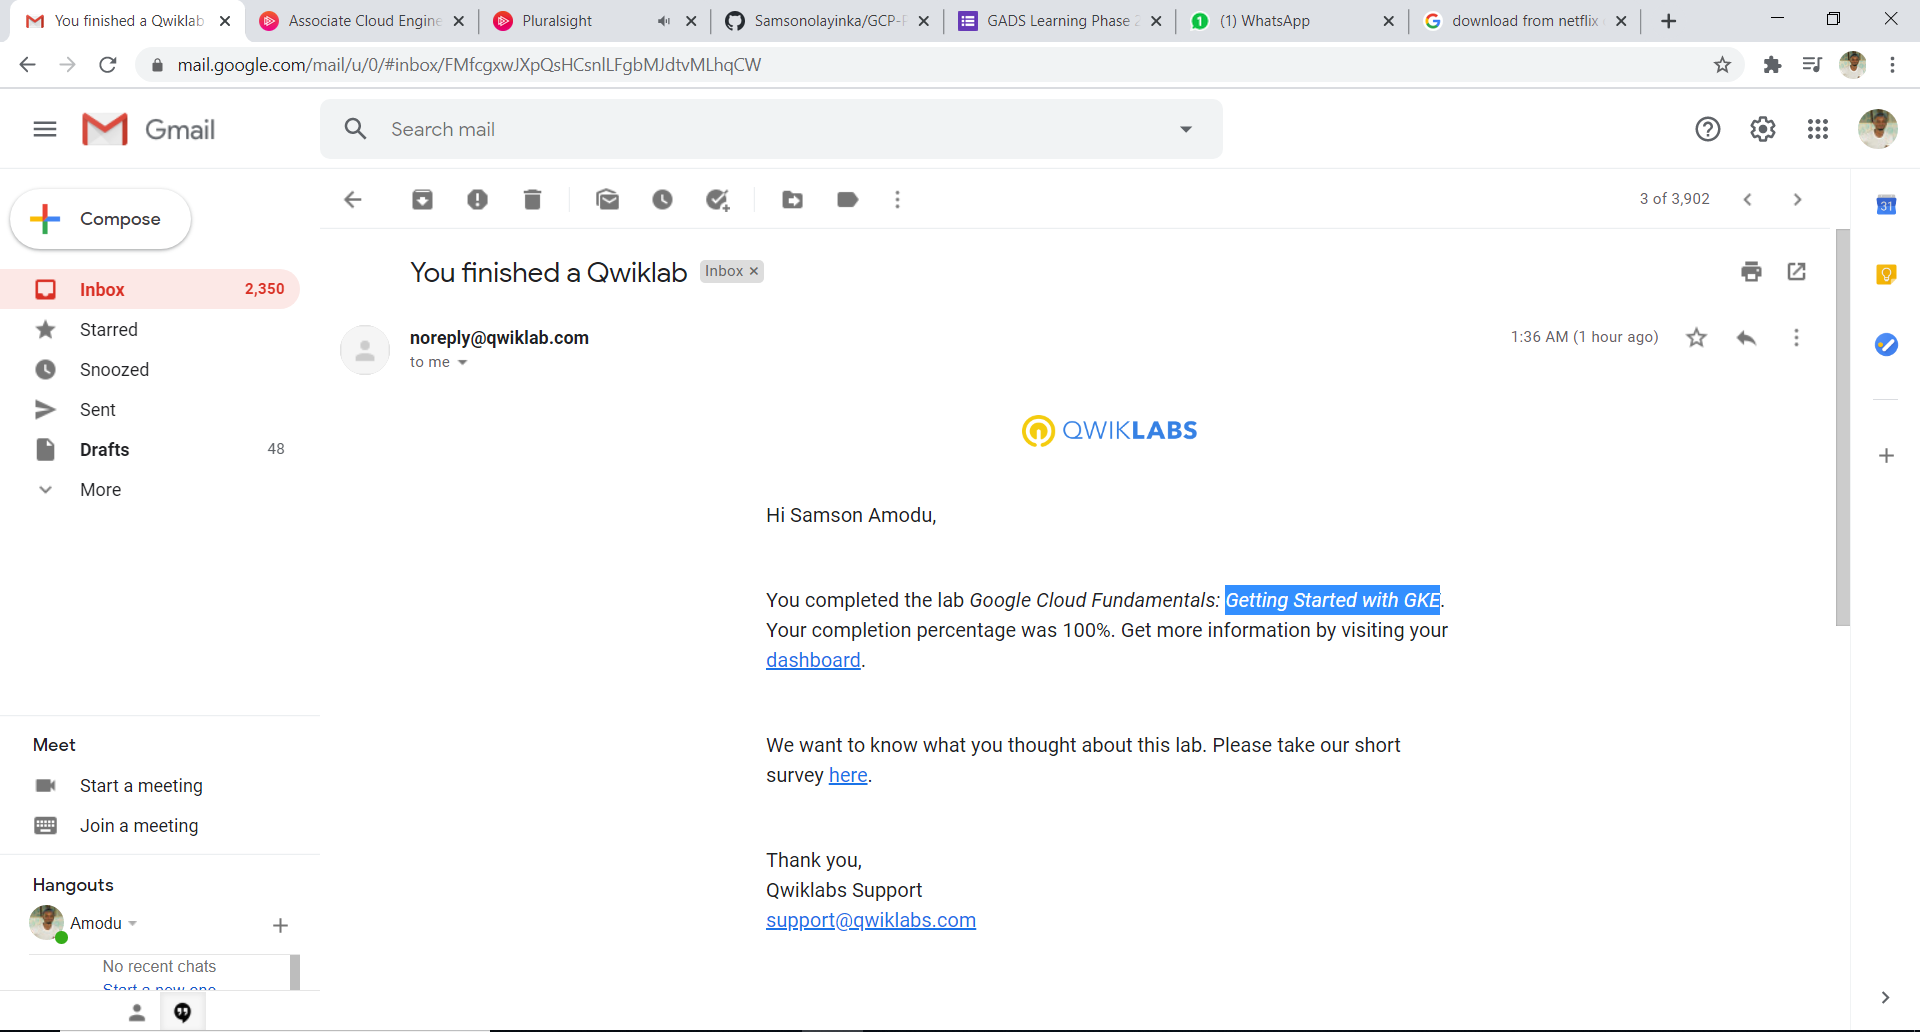 You finished a Qwiklab
Associate Cloud Engine
Pluralsight
Samsonolayinka/GCP-
GADS Learning Phase 2
1 (1) WhatsApp
download from netflix
mail.google.com/mail/u/0/#inbox/FMfcgxwJXpQsHCsnlLFgbMJdtvMLhqCW
Gmail
Search mail
Compose
3 of 3,902
31
You finished a Qwiklab
Inbox
Inbox 2,350
Starred
Snoozed
Sent
Drafts 48
More
noreply@qwiklab.com
1:36 AM (1 hour ago)
to me
QWIKLABS
Hi Samson Amodu,
You completed the lab Google Cloud Fundamentals: Getting Started with GKE.
Your completion percentage was 100%. Get more information by visiting your
dashboard.
We want to know what you thought about this lab. Please take our short
survey here.
Thank you,
Qwiklabs Support
support@qwiklabs.com
Meet
Start a meeting
Join a meeting
Hangouts
Amodu
No recent chats
Start a new one